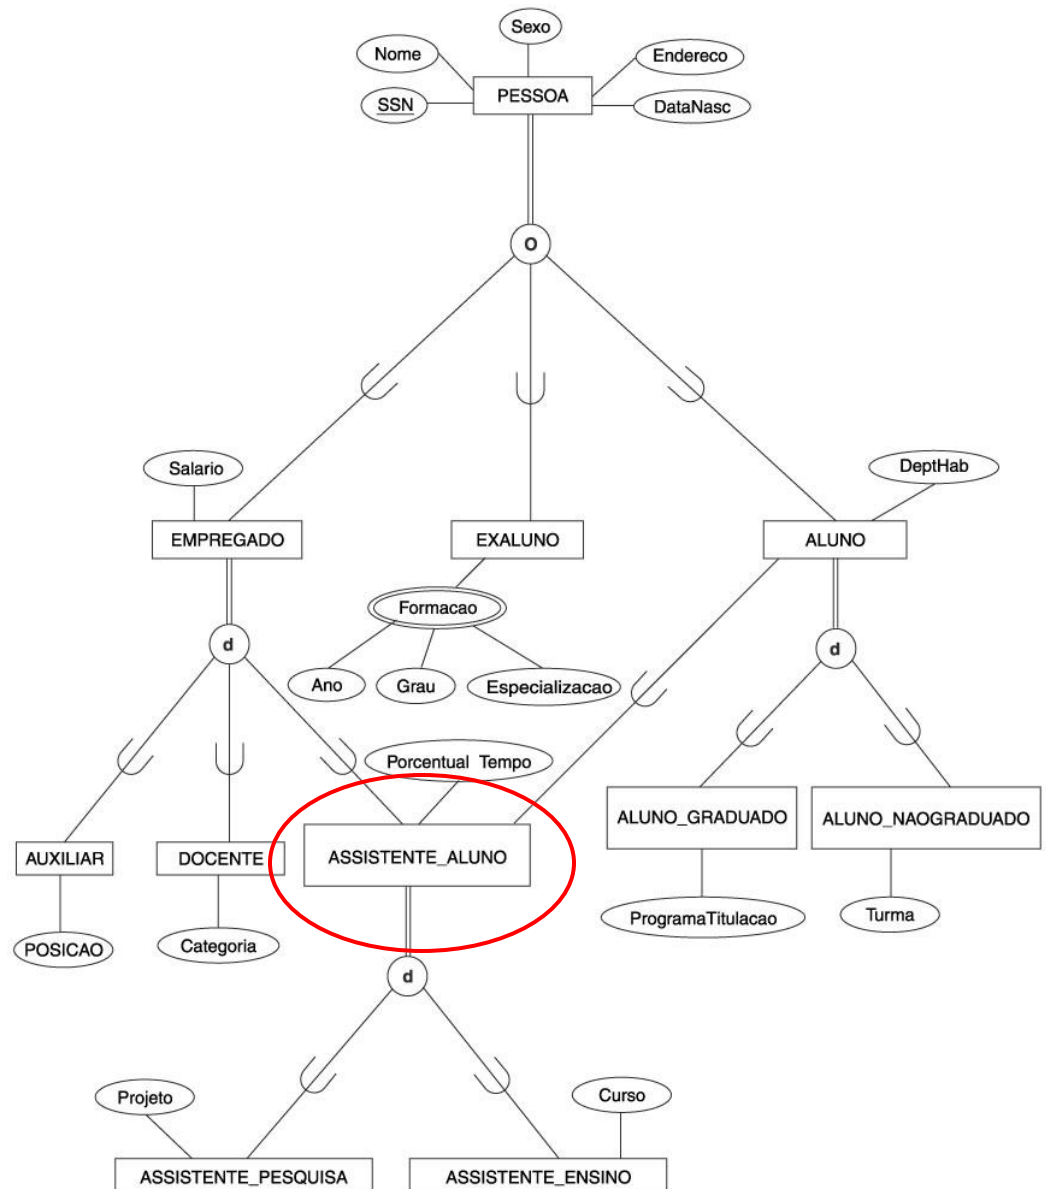 Sexo
Nome
Endereco
PESSOA
SSN
DataNasc
O
Salario
DeptHab
EMPREGADO
EXALUNO
ALUNO
Formacao
d
d
Ano
Grau
Especializacao
Porcentual Tempo
ALUNO_GRADUADO
ALUNO_NAOGRADUADO
AUXILIAR
DOCENTE
ASSISTENTE_ALUNO
ProgramaTitulacao
Turma
POSICAO
Categoria
d
Projeto
Curso
ASSISTENTE_PESQUISA
ASSISTENTE_ENSINO